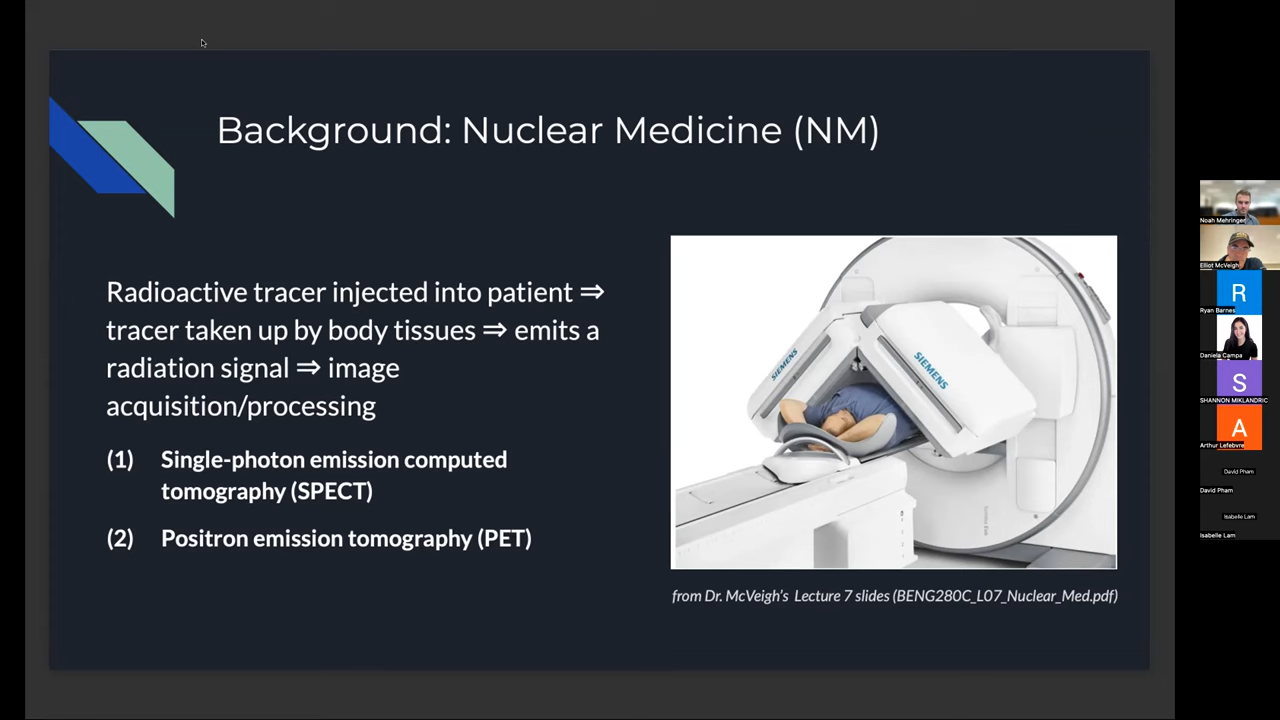 Background: Nuclear Medicine (NM)
Radioactive tracer injected into patient ⇒
tracer taken up by body tissues ⇒ emits a
radiation signal ⇒ image
acquisition/processing
(1) Single-photon emission computed
tomography (SPECT)
(2) Positron emission tomography (PET)
SIEMENS
SIEMENS
from Dr. McVeigh's Lecture 7 slides (BENG280C_L07_Nuclear_Med.pdf)
Noah Mehringer
Elliot McVeigh
R
Ryan Barnes
Daniela Campa
S
SHANNON MIKLANDRIC
A
Arthur Lefebvre
David Pham
David Pham
Isabelle Lam
Isabelle Lam